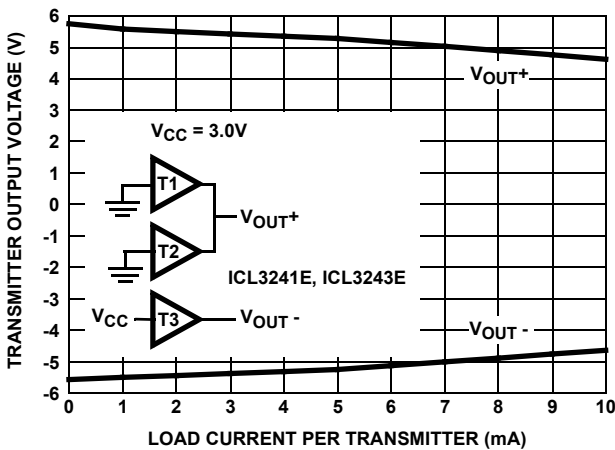 TRANSMITTER OUTPUT VOLTAGE (V)
6
5
4
3
2
1
0
-1
-2
-3
-4
-5
-6
VOUT+
VCC = 3.0V
T1
VOUT+
T2
ICL3241E, ICL3243E
VCC T3 VOUT -
VOUT -
0 1 2 3 4 5 6 7 8 9 10
LOAD CURRENT PER TRANSMITTER (mA)